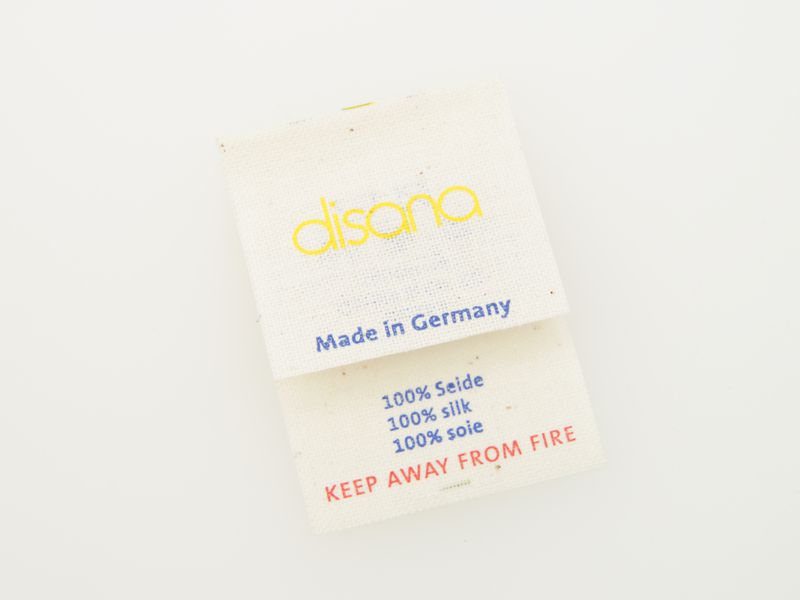 disana
Made in Germany
100% Seide
100% silk
100% soie
KEEP AWAY FROM FIRE